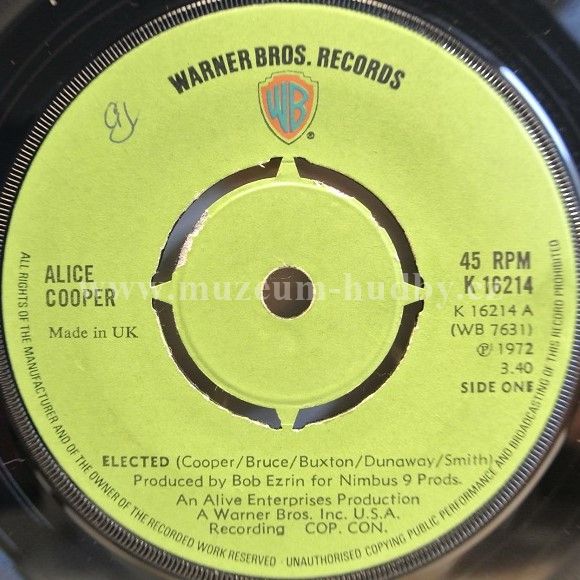 WARNER BROS. RECORDS
WB
®
ALICE
COOPER
Made in UK
45 RPM
K 16214
K 16214 A
(WB 7631)
℗ 1972
3.40
SIDE ONE
www.muzeum-hudby.cz
ELECTED (Cooper/Bruce/Buxton/Dunaway/Smith)
Produced by Bob Ezrin for Nimbus 9 Prods.
An Alive Enterprises Production
A Warner Bros. Inc. U.S.A.
Recording COP. CON.
ALL RIGHTS OF THE MANUFACTURER AND OF THE OWNER OF THE RECORDED WORK RESERVED · UNAUTHORISED COPYING PUBLIC PERFORMANCE AND BROADCASTING OF THIS RECORD PROHIBITED